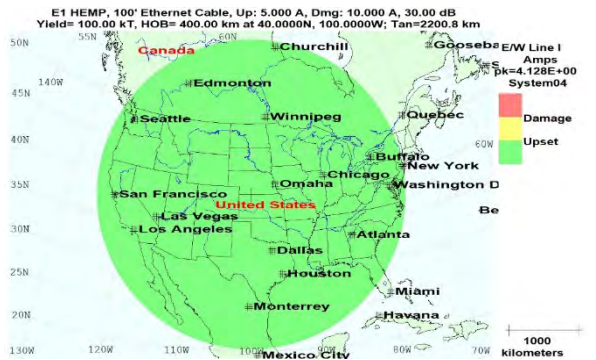 E1 HEMP, 100' Ethernet Cable, Up: 5.000 A, Dmg: 10.000 A, 30.00 dB
Yield= 100.00 kT, HOB= 400.00 km at 40.0000N, 100.0000W; Tan=2200.8 km
50N
55N
60N
Canada
Churchill
Gooseba
E/W Line I
Amps
pk=4.128E+00
System04
S
140W
Edmonton
45N
Seattle
Winnipeg
Quebec
Damage
40N
60W
Upset
Buffalo
New York
Chicago
35N
San Francisco
Omaha
Washington D
United States
Be
Las Vegas
30N
Los Angeles
Atlanta
Dallas
25N
Houston
Miami
20N
Monterrey
Havana
130W
120W
110W
100W
90W
80W
70W
Mexico City
1000
kilometers